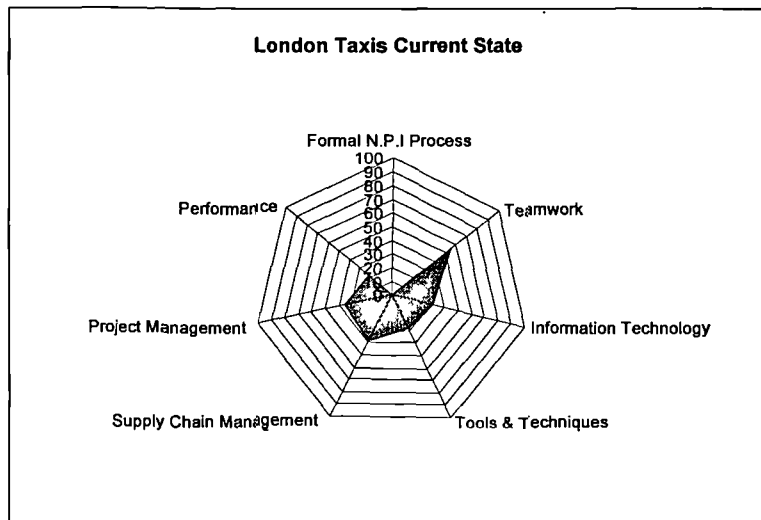 London Taxis Current State
Formal N.P.I Process
100
90
80
70
60
50
40
30
20
10
0
Performance
Teamwork
Project Management
Information Technology
Supply Chain Management
Tools & Techniques